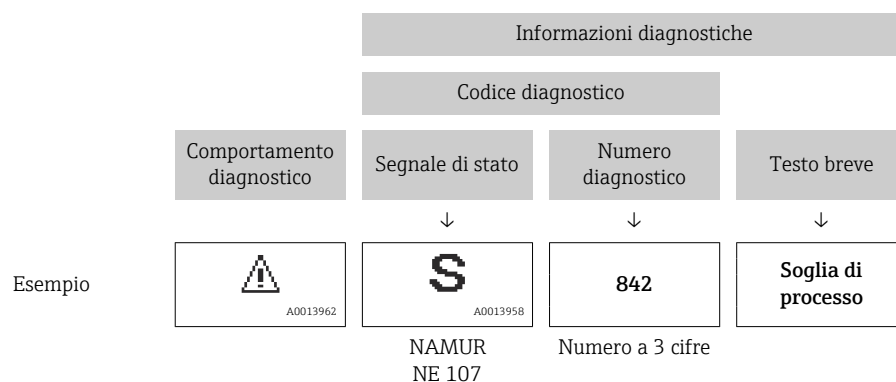 Informazioni diagnostiche
Codice diagnostico
Comportamento
diagnostico
Segnale di stato
Numero
diagnostico
Testo breve
↓ ↓ ↓
Esempio
A0013962
S
A0013958
842
Soglia di
processo
NAMUR
NE 107
Numero a 3 cifre